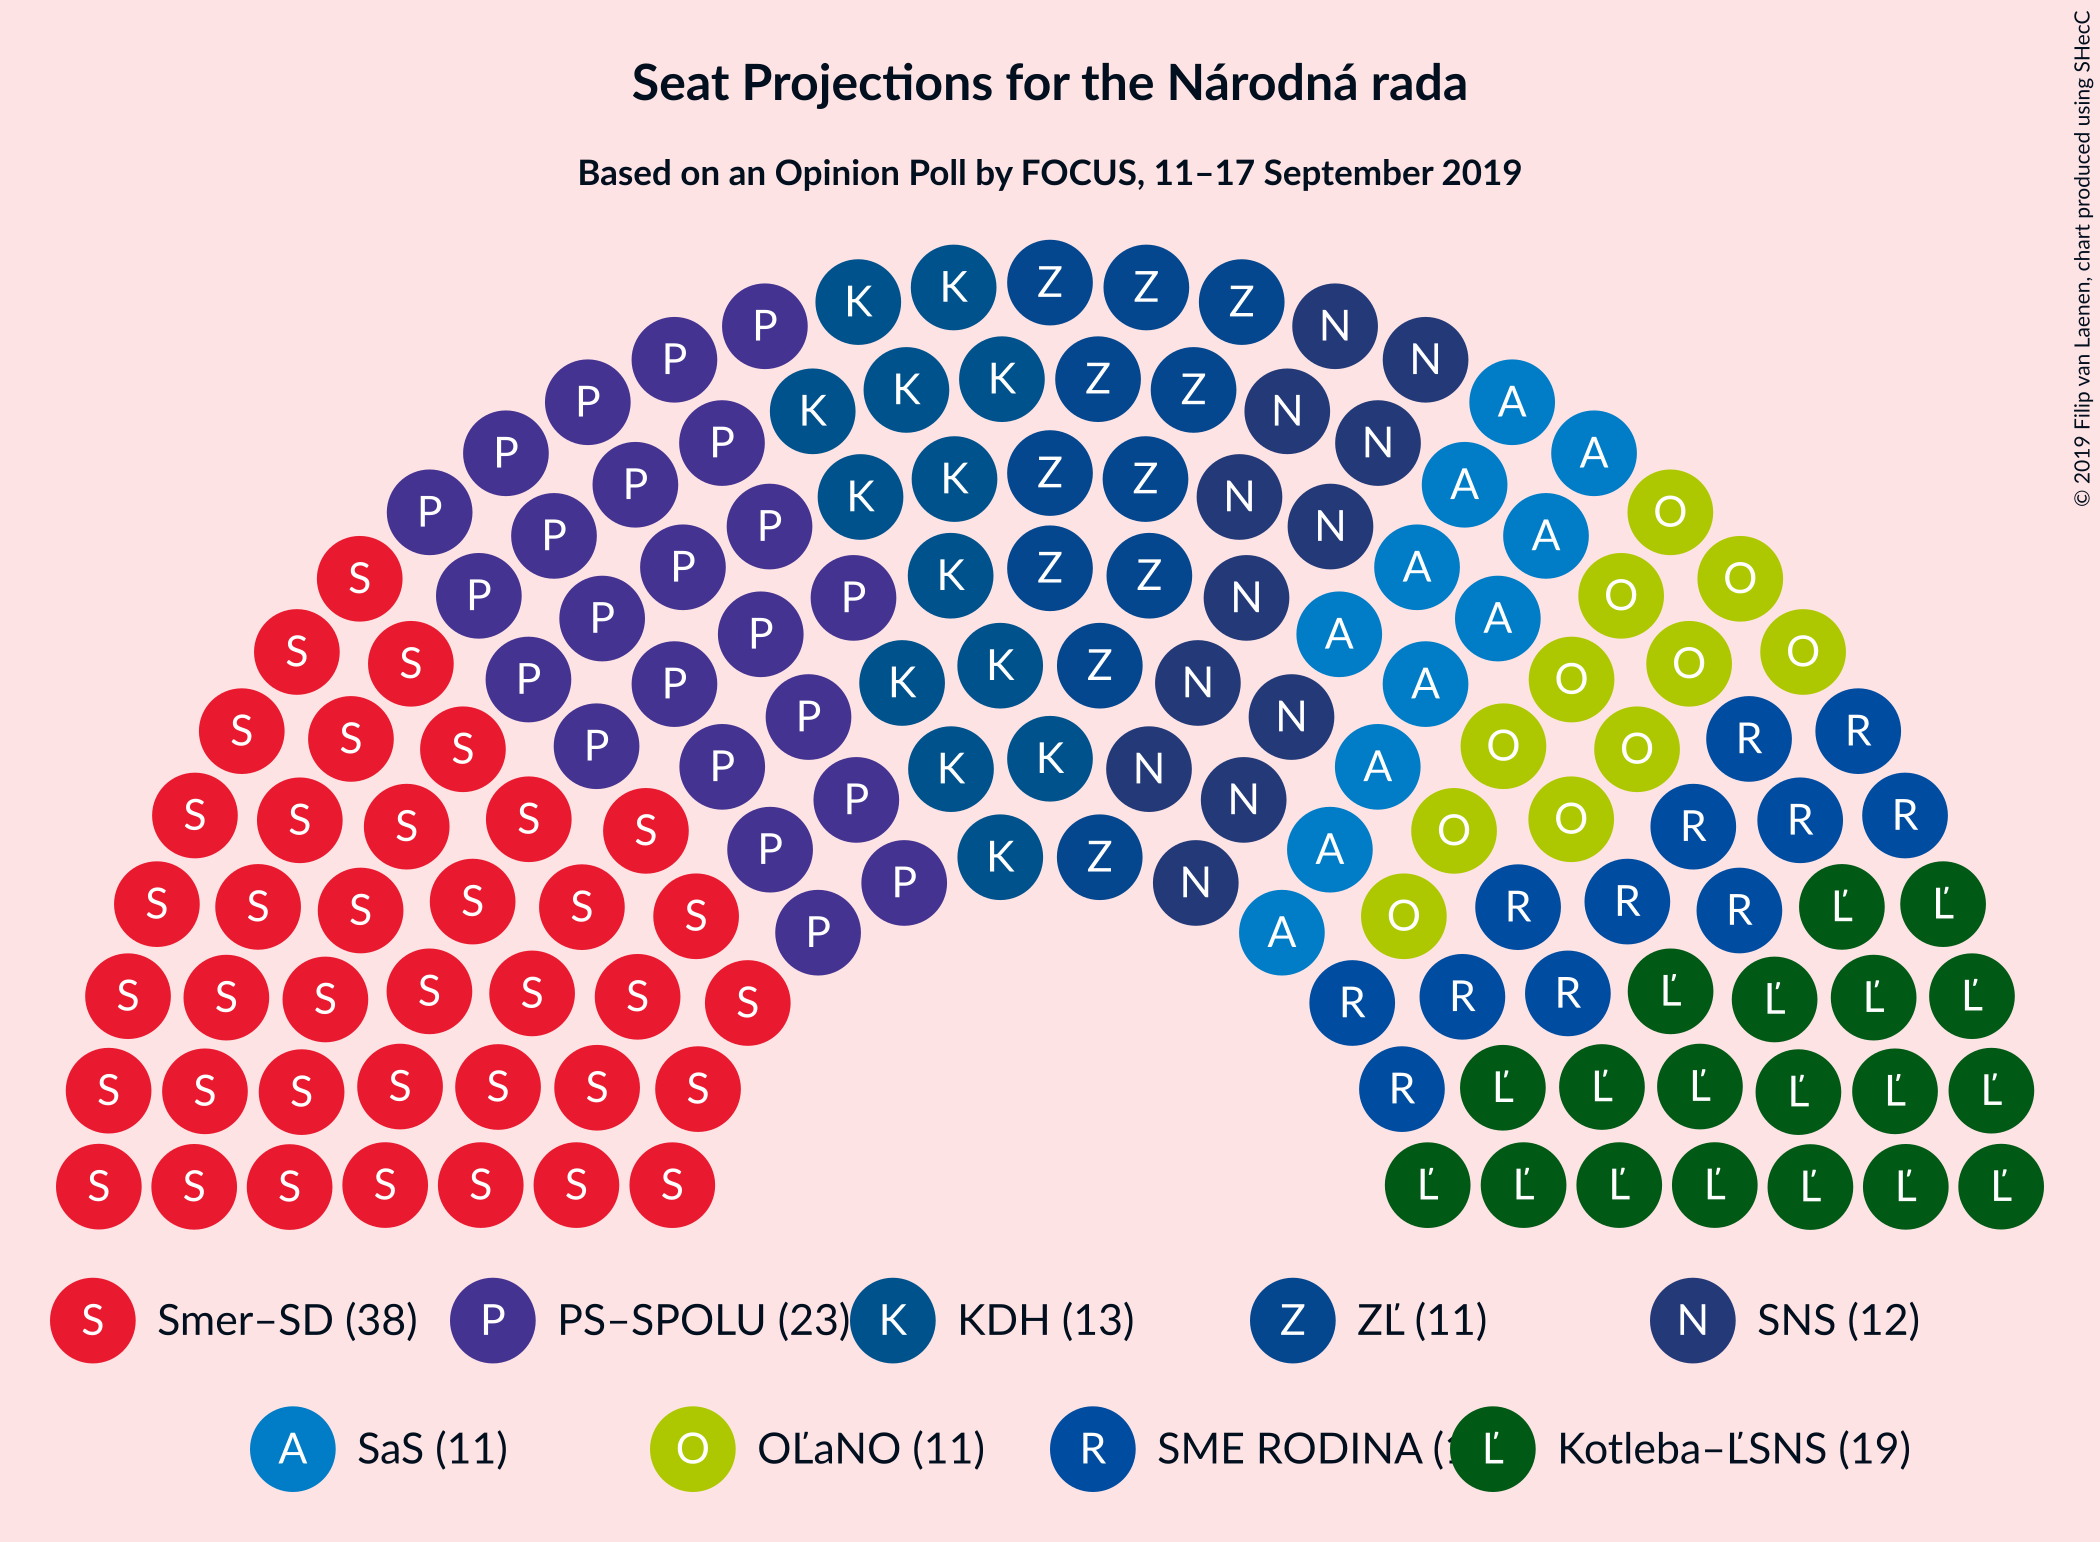 Seat Projections for the Národná rada
Based on an Opinion Poll by FOCUS, 11–17 September 2019
© 2019 Filip van Laenen, chart produced using SHecC
K K Z Z Z
P N
P N
P K K K Z Z N A
P P N A
P P K K Z Z N A O
S P P N A O
S P P K Z Z N A O
S P P P A A O O
S P K K Z N A O R
S S P P N A O R
S P P K K N N A O R
S S S S P P A O O R R R
S S S S S S P P K Z N A O R R R Ľ Ľ
S S S S S S S P A R R R Ľ Ľ Ľ Ľ
S S S S S S S R Ľ Ľ Ľ Ľ Ľ Ľ
S S S S S S S Ľ Ľ Ľ Ľ Ľ Ľ Ľ
S Smer–SD (38) P PS–SPOLU (23) K KDH (13) Z ZĽ (11) N SNS (12)
A SaS (11) O OĽaNO (11) R SME RODINA ( Ľ Kotleba–ĽSNS (19)